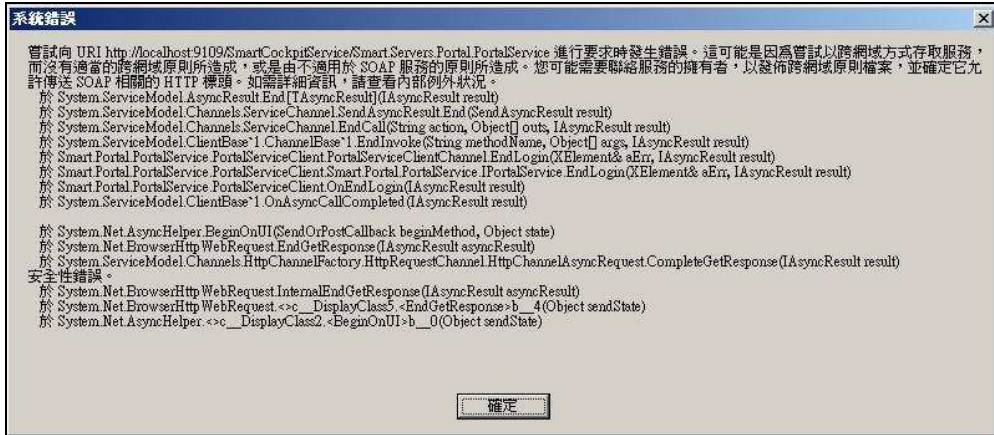 系統錯誤
嘗試向 URI http://localhost:9109/SmartCockpitService/Smart.Servers.Portal.PortalService 進行要求時發生錯誤。這可能是因為嘗試以跨網域方式存取服務，
而沒有適當的跨網域原則所造成，或是由不適用於 SOAP 服務的原則所造成。您可能需要聯絡服務的擁有者，以發佈跨網域原則檔案，並確定它允
許傳送 SOAP 相關的 HTTP 標頭。如需詳細資訊，請查看內部例外狀況。
於 System.ServiceModel.AsyncResult.End[TAsyncResult](IAsyncResult result)
於 System.ServiceModel.Channels.ServiceChannel.SendAsyncResult.End(SendAsyncResult result)
於 System.ServiceModel.Channels.ServiceChannel.EndCall(String action, Object[] outs, IAsyncResult result)
於 System.ServiceModel.ClientBase`1.ChannelBase`1.EndInvoke(String methodName, Object[] args, IAsyncResult result)
於 Smart.Portal.PortalService.PortalServiceClient.PortalServiceClientChannel.EndLogin(XElement& aErr, IAsyncResult result)
於 Smart.Portal.PortalService.PortalServiceClient.Smart.Portal.PortalService.IPortalService.EndLogin(XElement& aErr, IAsyncResult result)
於 Smart.Portal.PortalService.PortalServiceClient.OnEndLogin(IAsyncResult result)
於 System.ServiceModel.ClientBase`1.OnAsyncCallCompleted(IAsyncResult result)
於 System.Net.AsyncHelper.BeginOnUI(SendOrPostCallback beginMethod, Object state)
於 System.Net.BrowserHttpWebRequest.EndGetResponse(IAsyncResult asyncResult)
於 System.ServiceModel.Channels.HttpChannelFactory.HttpRequestChannel.HttpChannelAsyncRequest.CompleteGetResponse(IAsyncResult result)
安全性錯誤。
於 System.Net.BrowserHttpWebRequest.InternalEndGetResponse(IAsyncResult asyncResult)
於 System.Net.BrowserHttpWebRequest.<>c__DisplayClass5.<EndGetResponse>b__4(Object sendState)
於 System.Net.AsyncHelper.<>c__DisplayClass2.<BeginOnUI>b__0(Object sendState)
確定